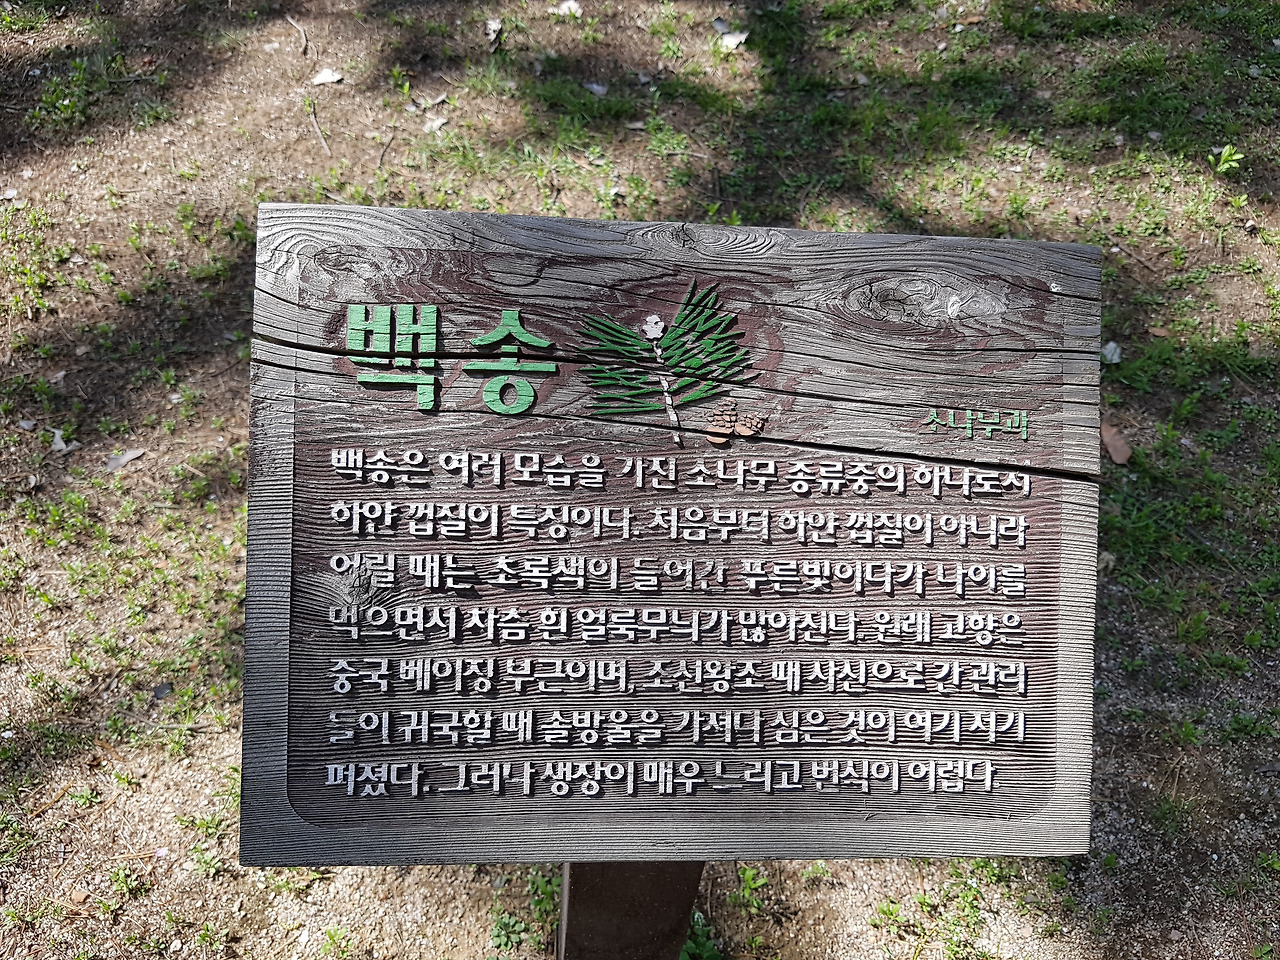 백송
소나무과
백송은 여러 모습을 가진 소나무 종류중의 하나로서
하얀 껍질이 특징이다. 처음부터 하얀 껍질이 아니라
어릴 때는 초록색의 들어간 푸른빛이다가 나이를
먹으면서 차츰 흰 얼룩무늬가 많아진다. 원래 고향은
중국 베이징 부근이며, 조선왕조 때 사신으로 간 관리
들이 귀국할 때 솔방울을 가져다 심은 것이 여기 저기
퍼졌다. 그러나 생장이 매우 느리고 번식이 어렵다.